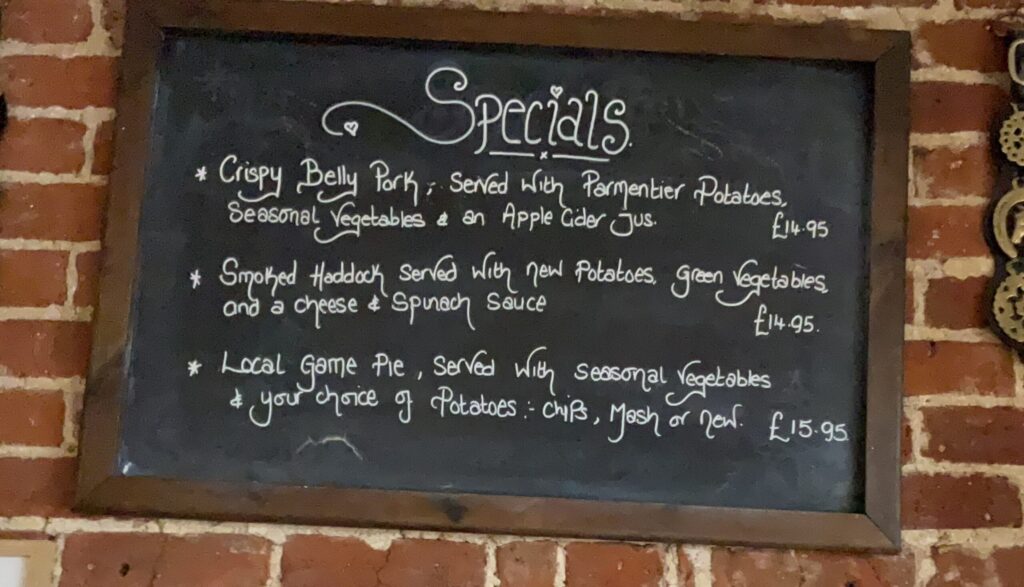 Specials.
* Crispy Belly Pork, Served with Parmentier Potatoes,
Seasonal Vegetables & an Apple Cider Jus.
£14.95
* Smoked Haddock served with new Potatoes, green vegetables,
and a cheese & Spinach Sauce
£14.95.
* Local Game Pie, Served with seasonal vegetables
& your choice of Potatoes:- chips, Mash or new. £15.95